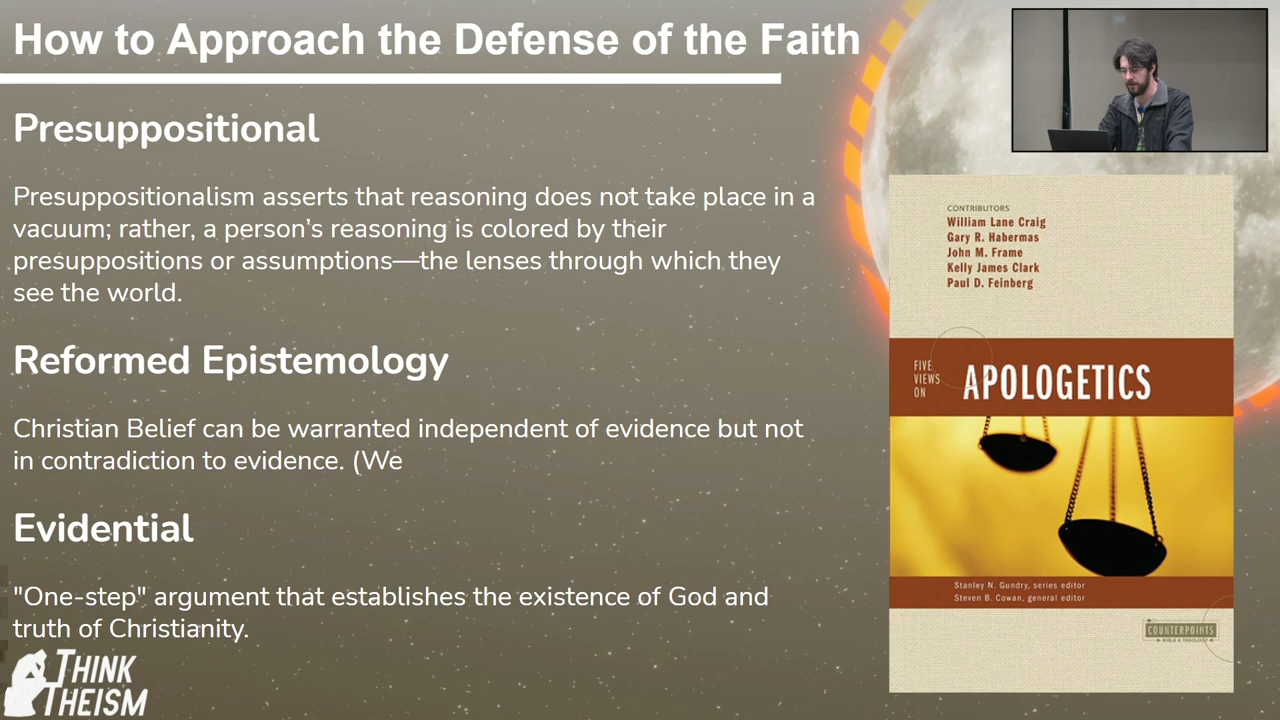 How to Approach the Defense of the Faith
Presuppositional
Presuppositionalism asserts that reasoning does not take place in a
vacuum; rather, a person’s reasoning is colored by their
presuppositions or assumptions—the lenses through which they
see the world.
Reformed Epistemology
Christian Belief can be warranted independent of evidence but not
in contradiction to evidence. (We
Evidential
"One-step" argument that establishes the existence of God and
truth of Christianity.
THINK
THEISM
CONTRIBUTORS
William Lane Craig
Gary R. Habermas
John M. Frame
Kelly James Clark
Paul D. Feinberg
FIVE
VIEWS
ON
APOLOGETICS
Stanley N. Gundry, series editor
Steven B. Cowan, general editor
COUNTERPOINTS
BIBLE & THEOLOGY